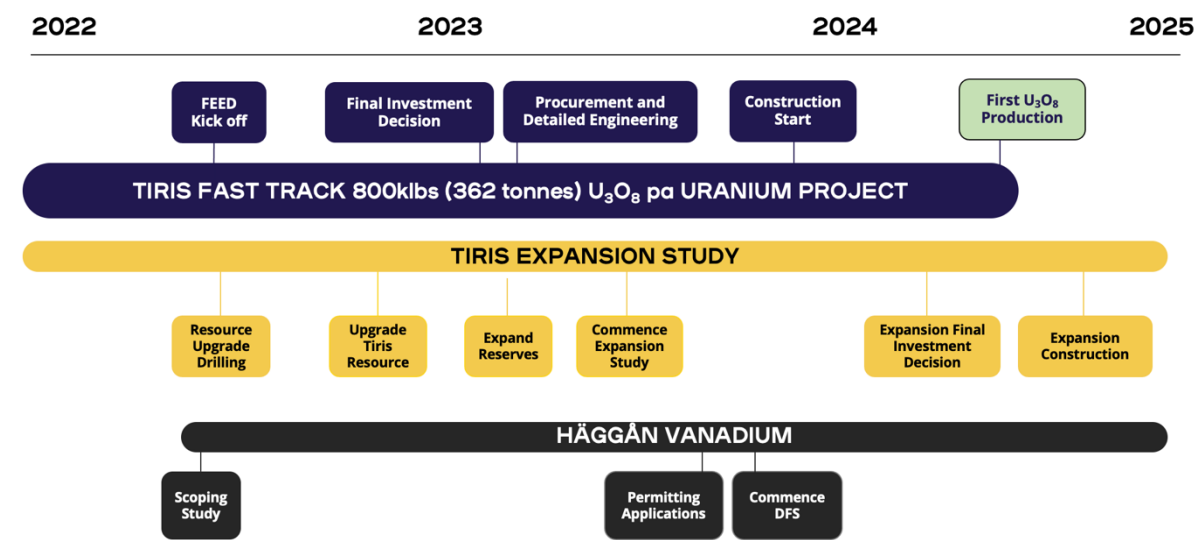 2022 2023 2024 2025
FEED
Kick off
Final Investment
Decision
Procurement and
Detailed Engineering
Construction
Start
First U₃O₈
Production
TIRIS FAST TRACK 800klbs (362 tonnes) U₃O₈ pa URANIUM PROJECT
TIRIS EXPANSION STUDY
Resource
Upgrade
Drilling
Upgrade
Tiris
Resource
Expand
Reserves
Commence
Expansion
Study
Expansion Final
Investment
Decision
Expansion
Construction
HÄGGÅN VANADIUM
Scoping
Study
Permitting
Applications
Commence
DFS